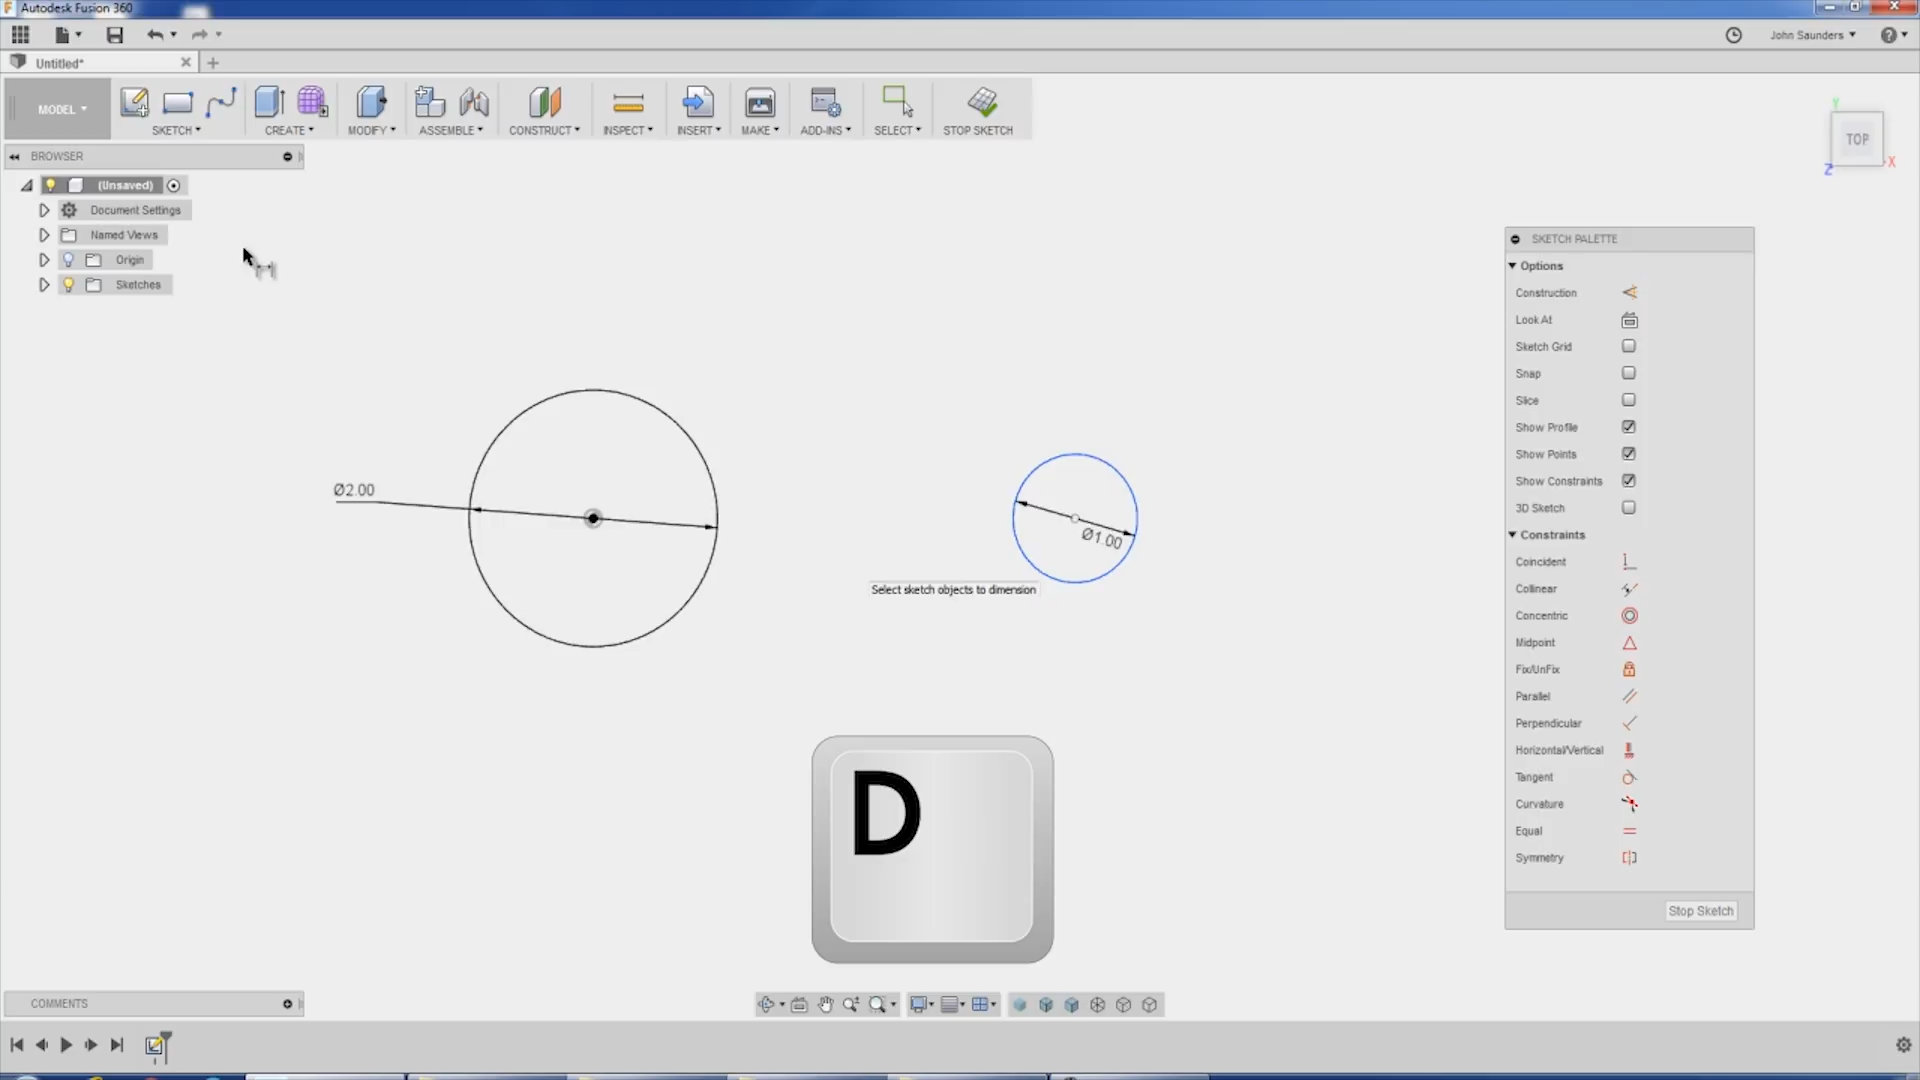 Autodesk Fusion 360
John Saunders
Untitled*
MODEL
SKETCH
CREATE
MODIFY
ASSEMBLE
CONSTRUCT
INSPECT
INSERT
MAKE
ADD-INS
SELECT
STOP SKETCH
TOP
Y
X
Z
BROWSER
(Unsaved)
Document Settings
Named Views
Origin
Sketches
SKETCH PALETTE
Options
Construction
Look At
Sketch Grid
Snap
Slice
Show Profile
Show Points
Show Constraints
3D Sketch
Constraints
Coincident
Collinear
Concentric
Midpoint
Fix/UnFix
Parallel
Perpendicular
Horizontal/Vertical
Tangent
Curvature
Equal
Symmetry
Stop Sketch
Ø2.00
Ø1.00
Select sketch objects to dimension
D
COMMENTS